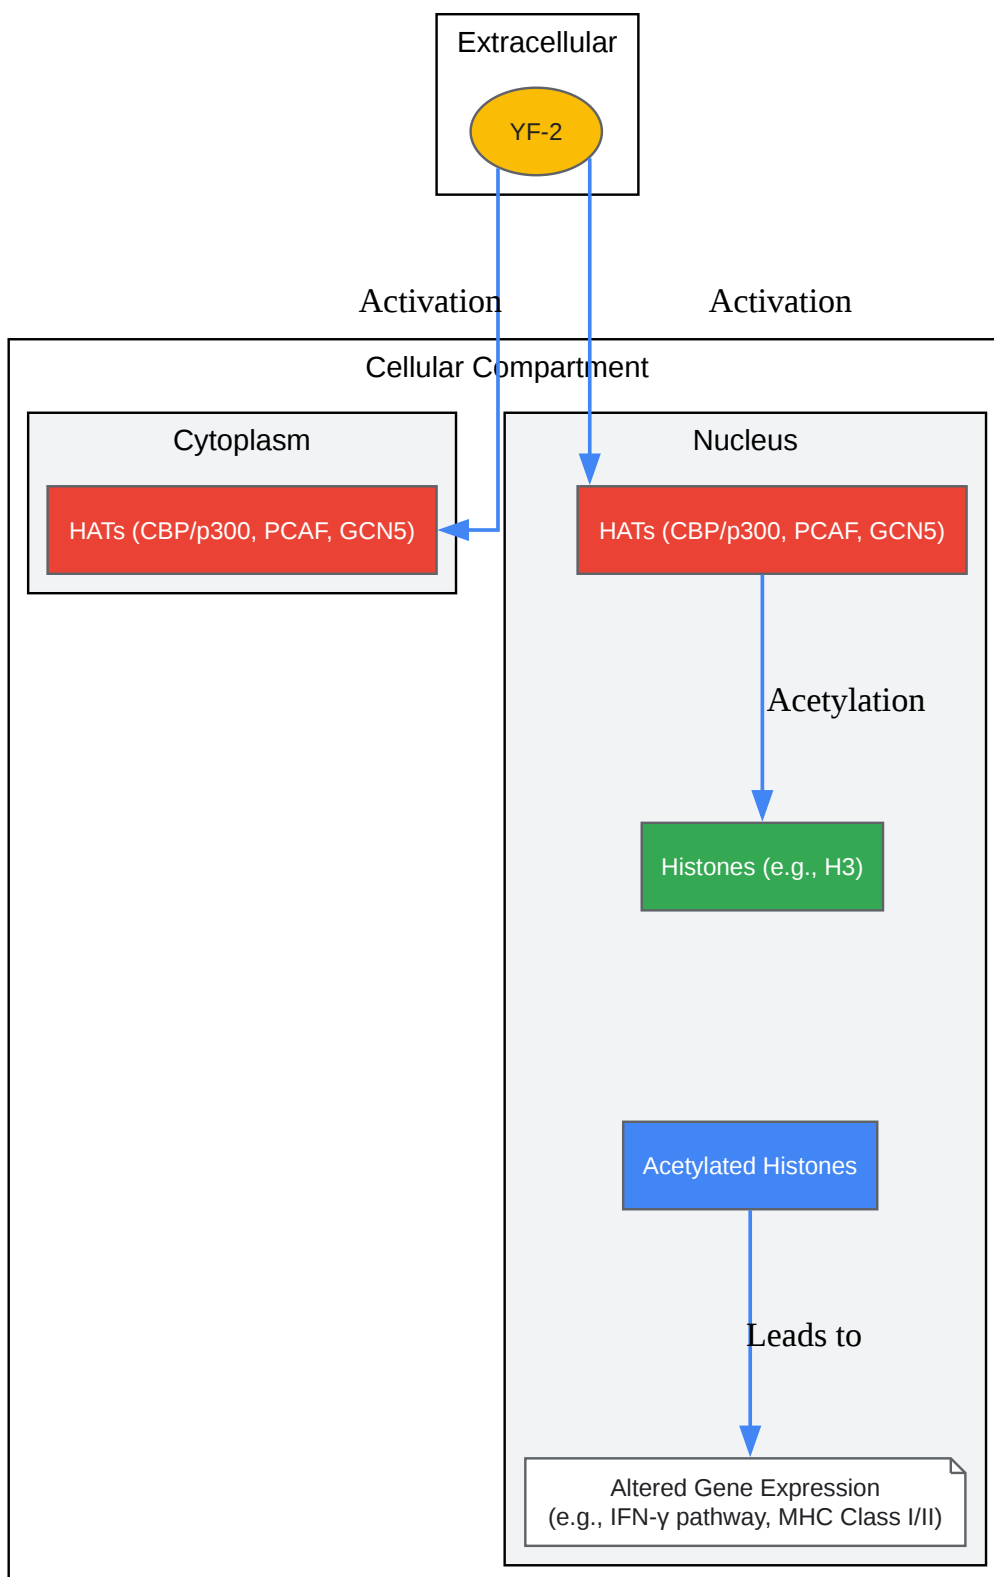 Extracellular
YF-2
Activation
Activation
Cellular Compartment
Cytoplasm
Nucleus
HATs (CBP/p300, PCAF, GCN5)
HATs (CBP/p300, PCAF, GCN5)
Acetylation
Histones (e.g., H3)
Acetylated Histones
Leads to
Altered Gene Expression
(e.g., IFN-γ pathway, MHC Class I/II)